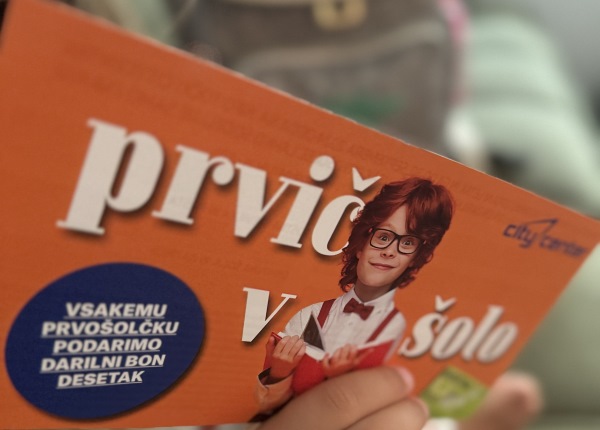 prvič
v šolo
city center
VSAKEMU
PRVOŠOLČKU
PODARIMO
DARILNI BON
DESETAK